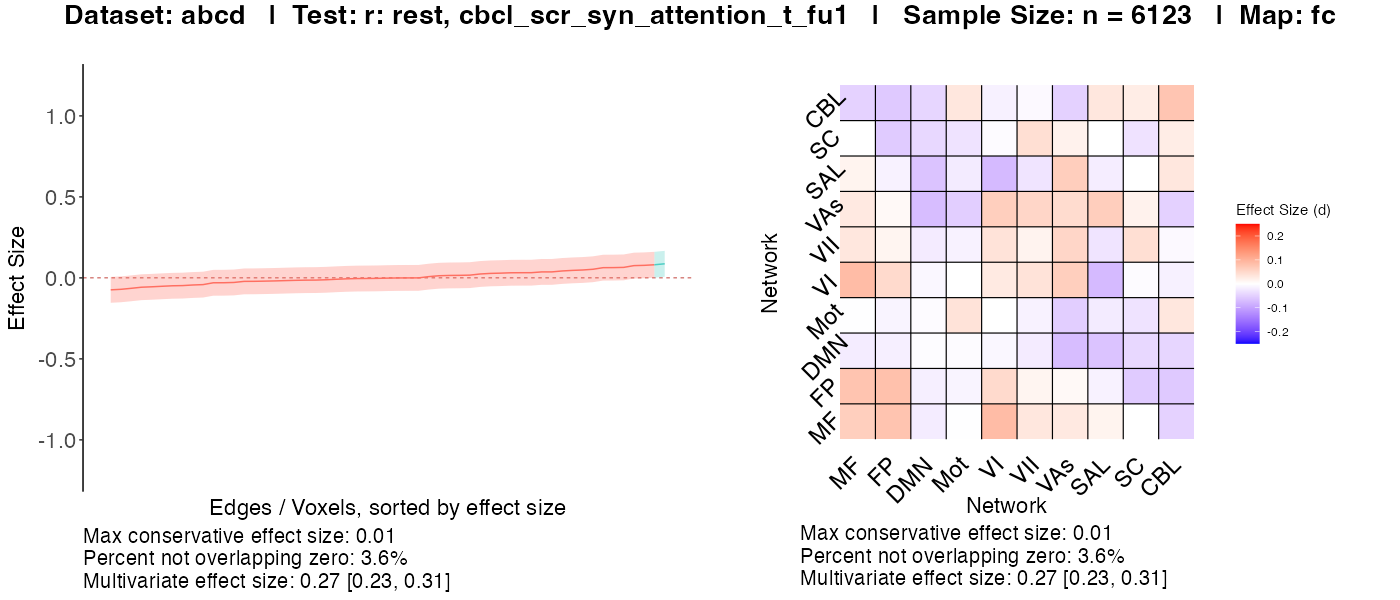 Dataset: abcd | Test: r: rest, cbcl_scr_syn_attention_t_fu1 | Sample Size: n = 6123 | Map: fc
Effect Size
1.0
0.5
0.0
-0.5
-1.0
Edges / Voxels, sorted by effect size
Max conservative effect size: 0.01
Percent not overlapping zero: 3.6%
Multivariate effect size: 0.27 [0.23, 0.31]
Network
CBL
SC
SAL
VAs
VII
VI
Mot
DMN
FP
MF
MF FP DMN Mot VI VII VAs SAL SC CBL
Network
Max conservative effect size: 0.01
Percent not overlapping zero: 3.6%
Multivariate effect size: 0.27 [0.23, 0.31]
Effect Size (d)
0.2
0.1
0.0
-0.1
-0.2